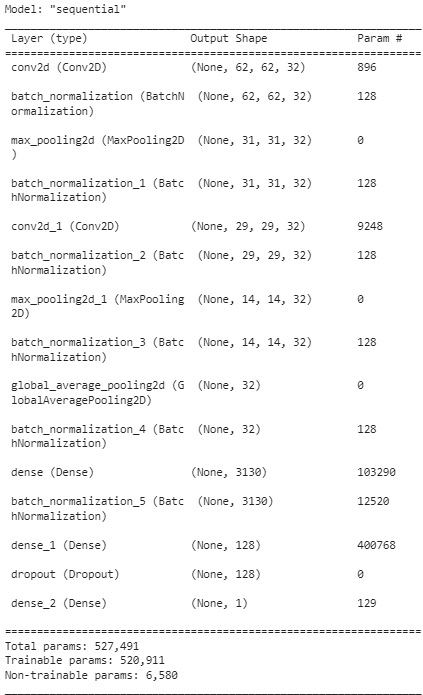 Model: "sequential"
Layer (type) Output Shape Param #
conv2d (Conv2D) (None, 62, 62, 32) 896
batch_normalization (BatchN (None, 62, 62, 32) 128
ormalization)
max_pooling2d (MaxPooling2D (None, 31, 31, 32) 0
)
batch_normalization_1 (Batc (None, 31, 31, 32) 128
hNormalization)
conv2d_1 (Conv2D) (None, 29, 29, 32) 9248
batch_normalization_2 (Batc (None, 29, 29, 32) 128
hNormalization)
max_pooling2d_1 (MaxPooling (None, 14, 14, 32) 0
2D)
batch_normalization_3 (Batc (None, 14, 14, 32) 128
hNormalization)
global_average_pooling2d (G (None, 32) 0
lobalAveragePooling2D)
batch_normalization_4 (Batc (None, 32) 128
hNormalization)
dense (Dense) (None, 3130) 103290
batch_normalization_5 (Batc (None, 3130) 12520
hNormalization)
dense_1 (Dense) (None, 128) 400768
dropout (Dropout) (None, 128) 0
dense_2 (Dense) (None, 1) 129
Total params: 527,491
Trainable params: 520,911
Non-trainable params: 6,580